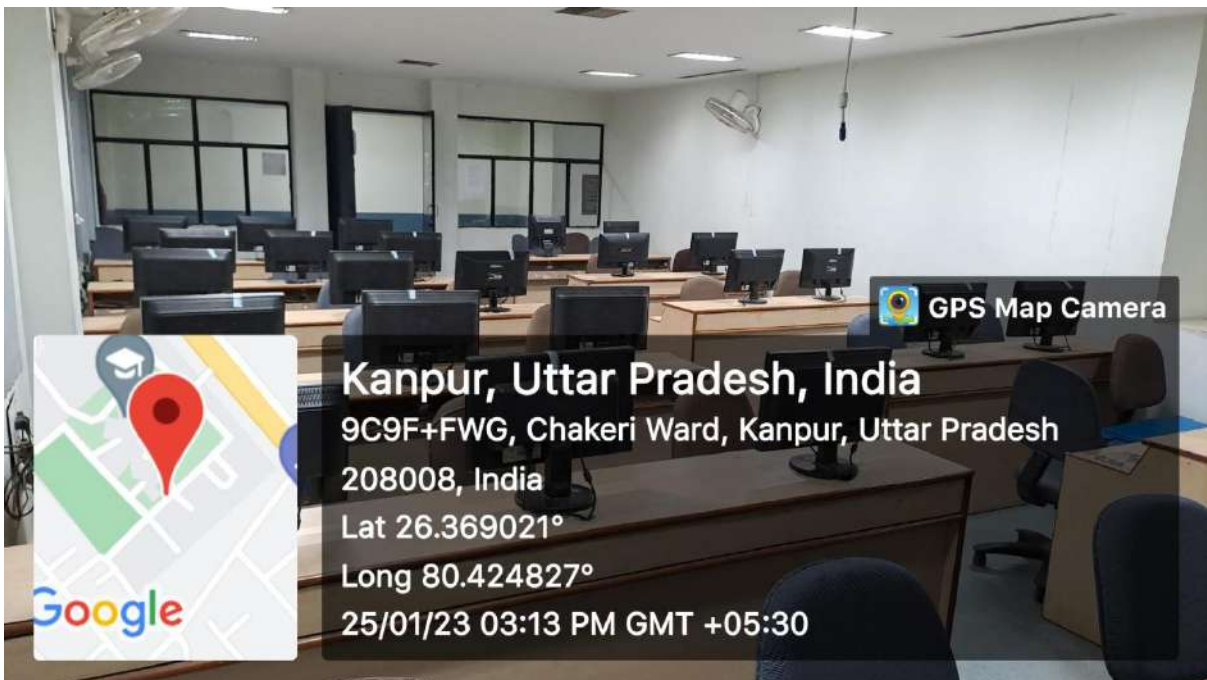 GPS Map Camera
Kanpur, Uttar Pradesh, India
9C9F+FWG, Chakeri Ward, Kanpur, Uttar Pradesh
208008, India
Lat 26.369021°
Long 80.424827°
25/01/23 03:13 PM GMT +05:30
Google